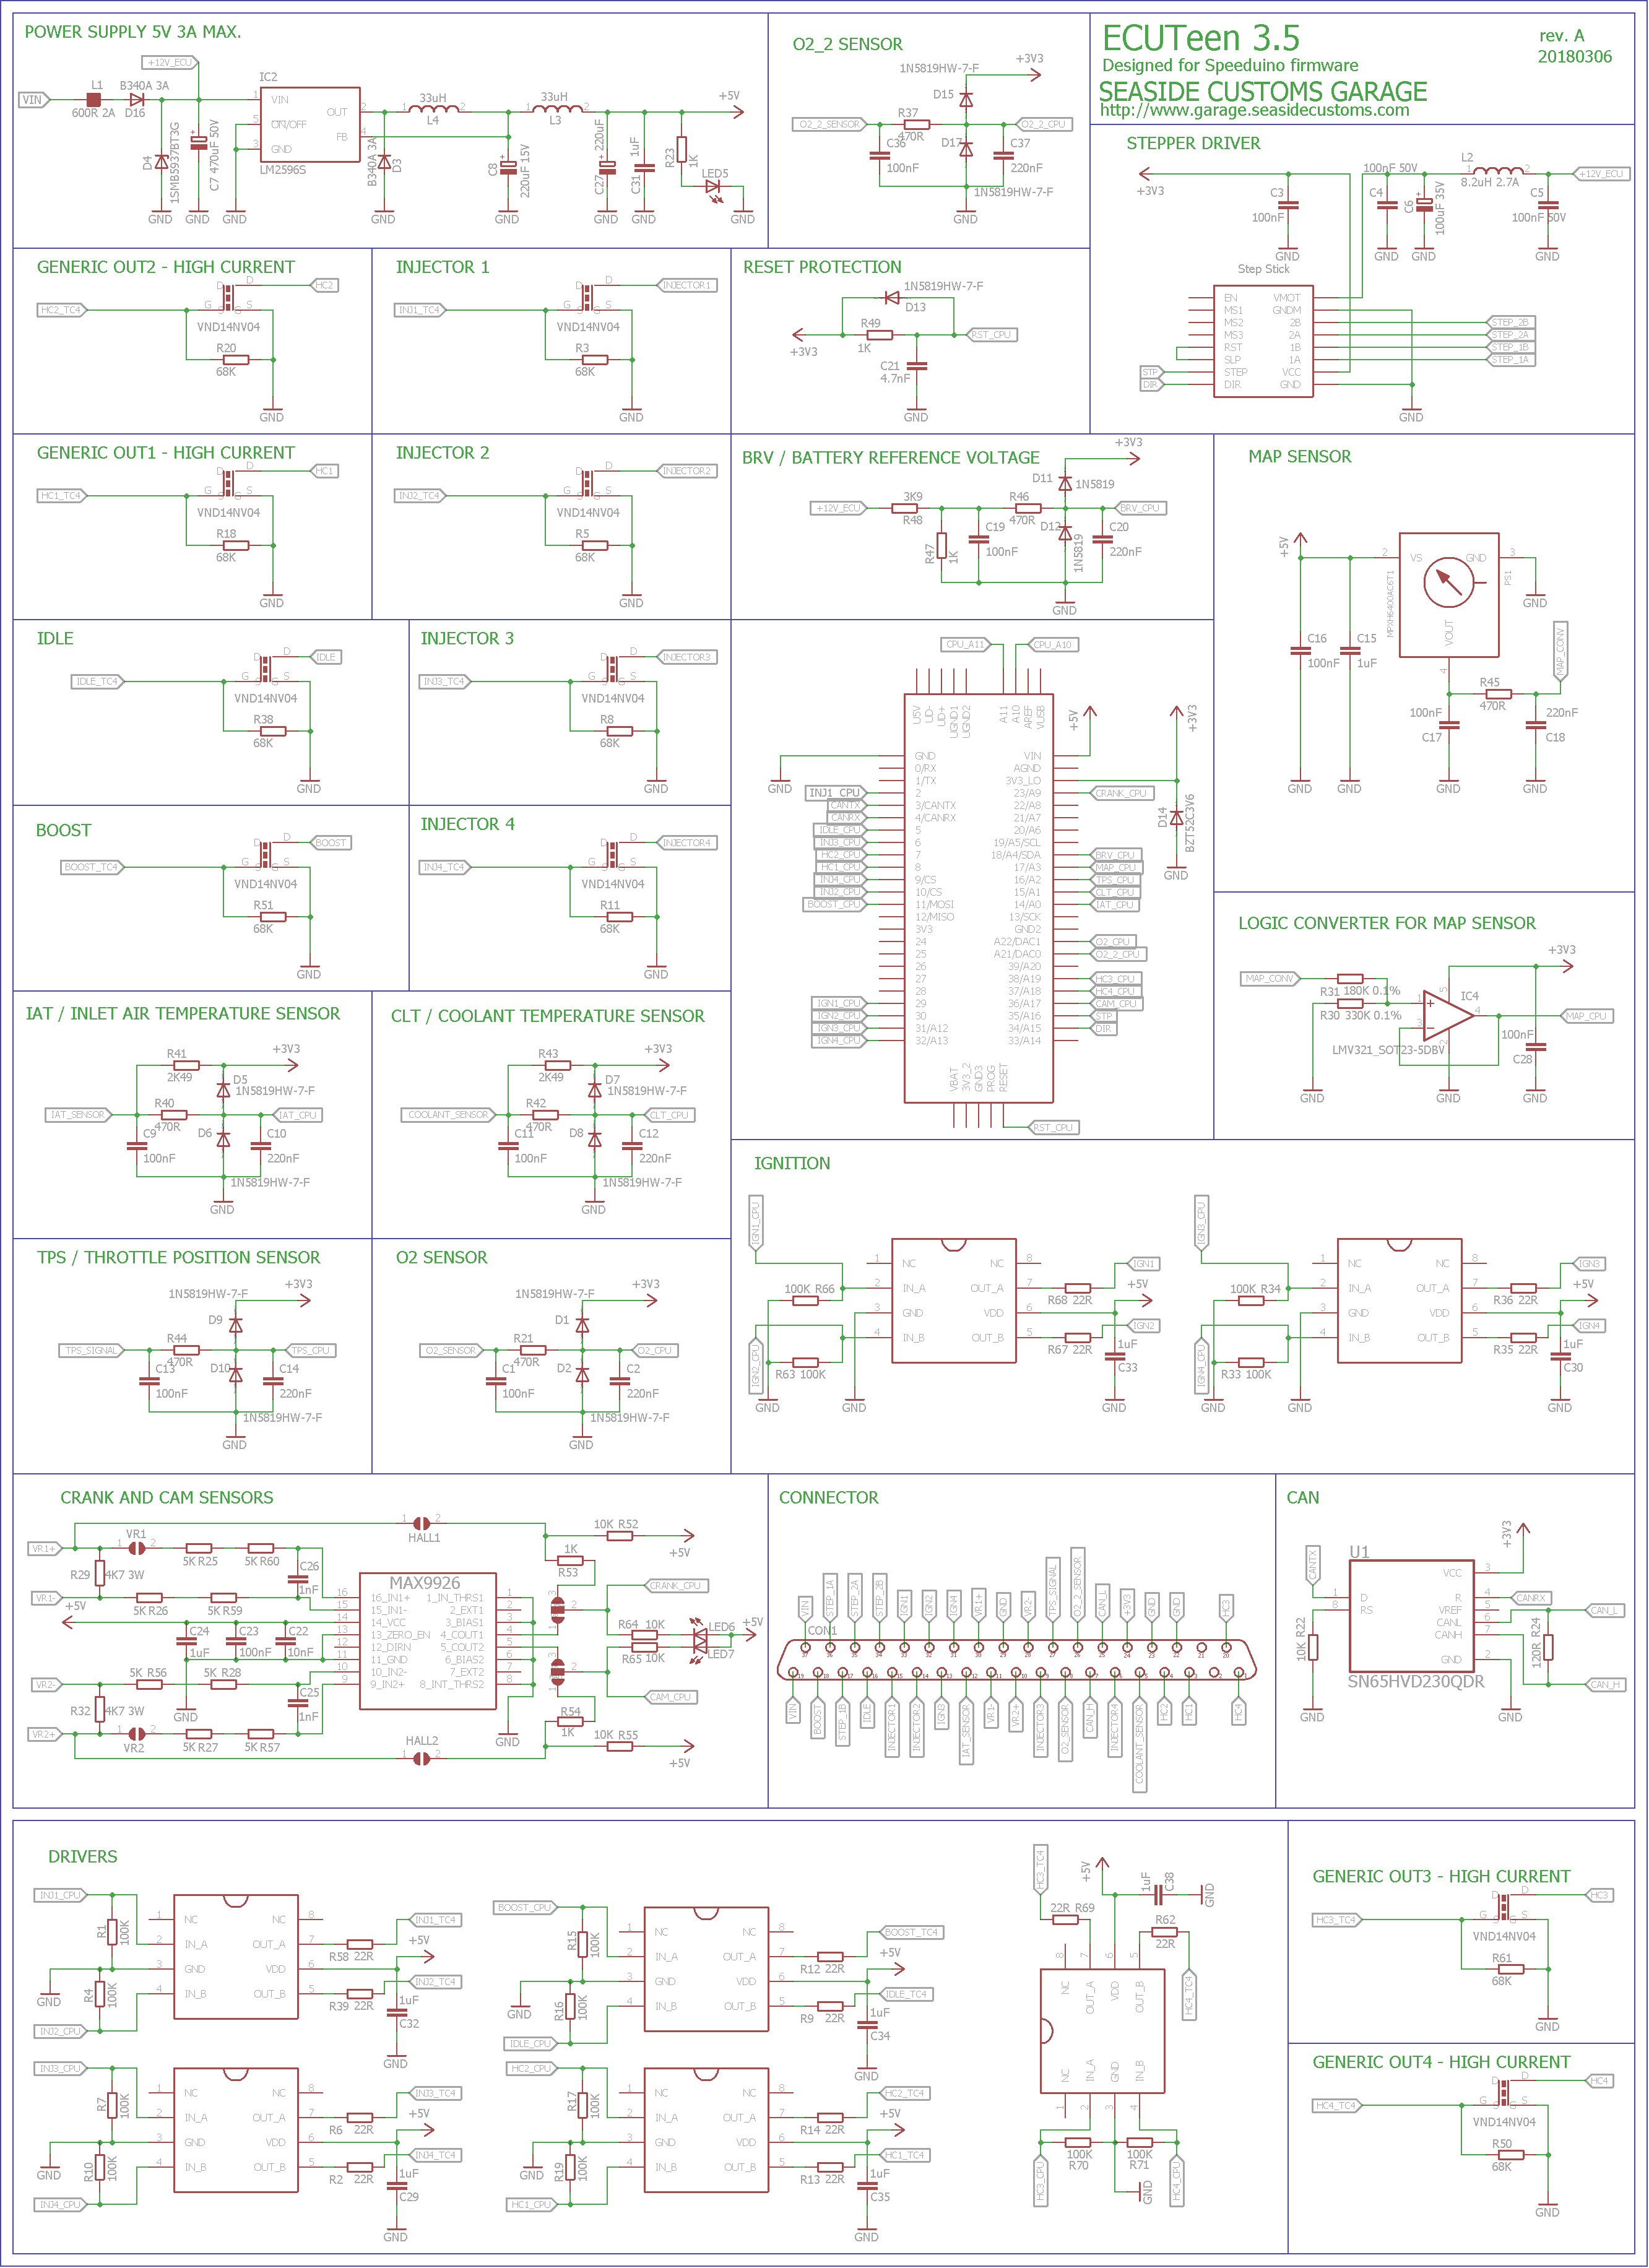 POWER SUPPLY 5V 3A MAX.
+12V_ECU
VIN
L1
600R 2A
B340A 3A
D16
D4
1SMB5937BT3G
C7 470uF 50V
IC2
VIN
ON/OFF
GND
OUT
FB
LM2596S
B340A 3A
D3
33uH
L4
33uH
L3
C8
220uF 15V
C27
220uF
C31
1uF
R23
1K
LED5
+5V
GND GND GND GND GND GND GND GND
O2_2 SENSOR
1N5819HW-7-F
+3V3
D15
O2_2_SENSOR
R37
470R
O2_2_CPU
C36
100nF
D17
C37
220nF
1N5819HW-7-F
GND
ECUTeen 3.5
rev. A
20180306
Designed for Speeduino firmware
SEASIDE CUSTOMS GARAGE
http://www.garage.seasidecustoms.com
STEPPER DRIVER
+3V3
C3
100nF
GND
100nF 50V
C4
C6
100uF 35V
L2
8.2uH 2.7A
+12V_ECU
C5
100nF 50V
GND GND GND
Step Stick
EN VMOT
MS1 GNDM
MS2 2B STEP_2B
MS3 2A STEP_2A
RST 1B STEP_1B
SLP 1A STEP_1A
STP STEP VCC
DIR DIR GND
GND
GENERIC OUT2 - HIGH CURRENT
HC2_TC4
HC2
VND14NV04
R20
68K
GND
INJECTOR 1
INJ1_TC4
INJECTOR1
VND14NV04
R3
68K
GND
RESET PROTECTION
1N5819HW-7-F
D13
R49
1K
+3V3
RST_CPU
C21
4.7nF
GND
GENERIC OUT1 - HIGH CURRENT
HC1_TC4
HC1
VND14NV04
R18
68K
GND
INJECTOR 2
INJ2_TC4
INJECTOR2
VND14NV04
R5
68K
GND
BRV / BATTERY REFERENCE VOLTAGE
+3V3
D11
1N5819
+12V_ECU
3K9
R48
R46
470R
BRV_CPU
R47
1K
C19
100nF
D12
1N5819
C20
220nF
GND
MAP SENSOR
+5V
C16
100nF
C15
1uF
MPXH6400AC6T1
VS
GND
VOUT
PS1
GND
MAP_CONV
R45
470R
100nF
C17
220nF
C18
GND GND GND GND
IDLE
IDLE_TC4
IDLE
VND14NV04
R38
68K
GND
INJECTOR 3
INJ3_TC4
INJECTOR3
VND14NV04
R8
68K
GND
BOOST
BOOST_TC4
BOOST
VND14NV04
R51
68K
GND
INJECTOR 4
INJ4_TC4
INJECTOR4
VND14NV04
R11
68K
GND
CPU_A11
CPU_A10
U5V UD- UD+ UGND1 UGND2 A11 A10 AREF VUSB
+5V
+3V3
GND GND VIN
0/RX AGND
1/TX 3V3_LO
INJ1_CPU 2 23/A9 CRANK_CPU
CANTX 3/CANTX 22/A8
CANRX 4/CANRX 21/A7
IDLE_CPU 5 20/A6
INJ3_CPU 6 19/A5/SCL
HC2_CPU 7 18/A4/SDA BRV_CPU
HC1_CPU 8 17/A3 MAP_CPU
INJ4_CPU 9/CS 16/A2 TPS_CPU
INJ2_CPU 10/CS 15/A1 CLT_CPU
BOOST_CPU 11/MOSI 14/A0 IAT_CPU
12/MISO 13/SCK
3V3 GND2
24 A22/DAC1 O2_CPU
25 A21/DAC0 O2_2_CPU
26 39/A20
27 38/A19 HC3_CPU
28 37/A18 HC4_CPU
IGN1_CPU 29 36/A17 CAM_CPU
IGN2_CPU 30 35/A16 STP
IGN3_CPU 31/A12 34/A15 DIR
IGN4_CPU 32/A13 33/A14
VBAT 3V3_2 GND3 PROG RESET
RST_CPU
D14
BZT52C3V6
GND
LOGIC CONVERTER FOR MAP SENSOR
+3V3
MAP_CONV
R31 180K 0.1%
R30 330K 0.1%
IC4
LMV321_SOT23-5DBV
MAP_CPU
100nF
C28
GND GND GND
IAT / INLET AIR TEMPERATURE SENSOR
R41
2K49
+3V3
D5
1N5819HW-7-F
IAT_SENSOR
R40
470R
IAT_CPU
C9
100nF
D6
C10
220nF
1N5819HW-7-F
GND
CLT / COOLANT TEMPERATURE SENSOR
R43
2K49
+3V3
D7
1N5819HW-7-F
COOLANT_SENSOR
R42
470R
CLT_CPU
C11
100nF
D8
C12
220nF
1N5819HW-7-F
GND
TPS / THROTTLE POSITION SENSOR
+3V3
1N5819HW-7-F
D9
TPS_SIGNAL
R44
470R
TPS_CPU
C13
100nF
D10
C14
220nF
1N5819HW-7-F
GND
O2 SENSOR
+3V3
1N5819HW-7-F
D1
O2_SENSOR
R21
470R
O2_CPU
C1
100nF
D2
C2
220nF
1N5819HW-7-F
GND
IGNITION
IGN1_CPU
100K R66
IGN2_CPU
R63 100K
NC
IN_A OUT_A
GND VDD
IN_B OUT_B
IGN1
R68 22R
+5V
IGN2
R67 22R
1uF
C33
GND GND GND
IGN3_CPU
100K R34
IGN4_CPU
R33 100K
NC
IN_A OUT_A
GND VDD
IN_B OUT_B
IGN3
R36 22R
+5V
IGN4
R35 22R
1uF
C30
GND GND GND
CRANK AND CAM SENSORS
VR1+
VR1
R29
4K7 3W
5K R25
5K R60
C26
1nF
VR1-
5K R26
5K R59
+5V
C24
1uF
C23
100nF
C22
10nF
GND
VR2-
5K R56
5K R28
R32
4K7 3W
C25
1nF
VR2+
VR2
5K R27
5K R57
HALL1
HALL2
MAX9926
16_IN1+ 1_IN_THRS1
15_IN1- 2_EXT1
14_VCC 3_BIAS1
13_ZERO_EN 4_COUT1
12_DIRN 5_COUT2
11_GND 6_BIAS2
10_IN2- 7_EXT2
9_IN2+ 8_INT_THRS2
GND
10K R52
+5V
1K
R53
CRANK_CPU
R64 10K
R65 10K
LED6
LED7
+5V
CAM_CPU
R54
1K
10K R55
+5V
CONNECTOR
VIN STEP_1A STEP_2A STEP_2B IGN1 IGN2 IGN4 VR1+ GND VR2- TPS_SIGNAL O2_2_SENSOR CAN_L +3V3 GND GND HC3
CON1
VIN BOOST STEP_1B IDLE INJECTOR1 INJECTOR2 IGN3 IAT_SENSOR VR1- VR2+ INJECTOR3 O2_SENSOR CAN_H INJECTOR4 COOLANT_SENSOR HC2 HC1 HC4
CAN
+3V3
CANTX
U1
D
RS
VCC
R
VREF
CANL
CANH
GND
CANRX
CAN_L
CAN_H
10K R22
120R R24
SN65HVD230QDR
GND GND
DRIVERS
INJ1_CPU
R1
100K
R4
100K
INJ2_CPU
NC
IN_A OUT_A
GND VDD
IN_B OUT_B
INJ1_TC4
R58 22R
+5V
INJ2_TC4
R39 22R
1uF
C32
GND GND
BOOST_CPU
R15
100K
R16
100K
IDLE_CPU
NC
IN_A OUT_A
GND VDD
IN_B OUT_B
BOOST_TC4
R12 22R
+5V
IDLE_TC4
R9 22R
1uF
C34
GND GND
INJ3_CPU
R7
100K
R10
100K
INJ4_CPU
NC
IN_A OUT_A
GND VDD
IN_B OUT_B
INJ3_TC4
R6 22R
+5V
INJ4_TC4
R2 22R
1uF
C29
GND GND
HC2_CPU
R17
100K
R19
100K
HC1_CPU
NC
IN_A OUT_A
GND VDD
IN_B OUT_B
HC2_TC4
R14 22R
+5V
HC1_TC4
R13 22R
1uF
C35
GND GND
HC3_TC4
+5V
1uF
C38
GND
22R R69
R62
22R
HC4_TC4
NC OUT_A VDD OUT_B
NC IN_A GND IN_B
100K
R70
100K
R71
HC3_CPU
GND
HC4_CPU
GENERIC OUT3 - HIGH CURRENT
HC3_TC4
HC3
VND14NV04
R61
68K
GND
GENERIC OUT4 - HIGH CURRENT
HC4_TC4
HC4
VND14NV04
R50
68K
GND